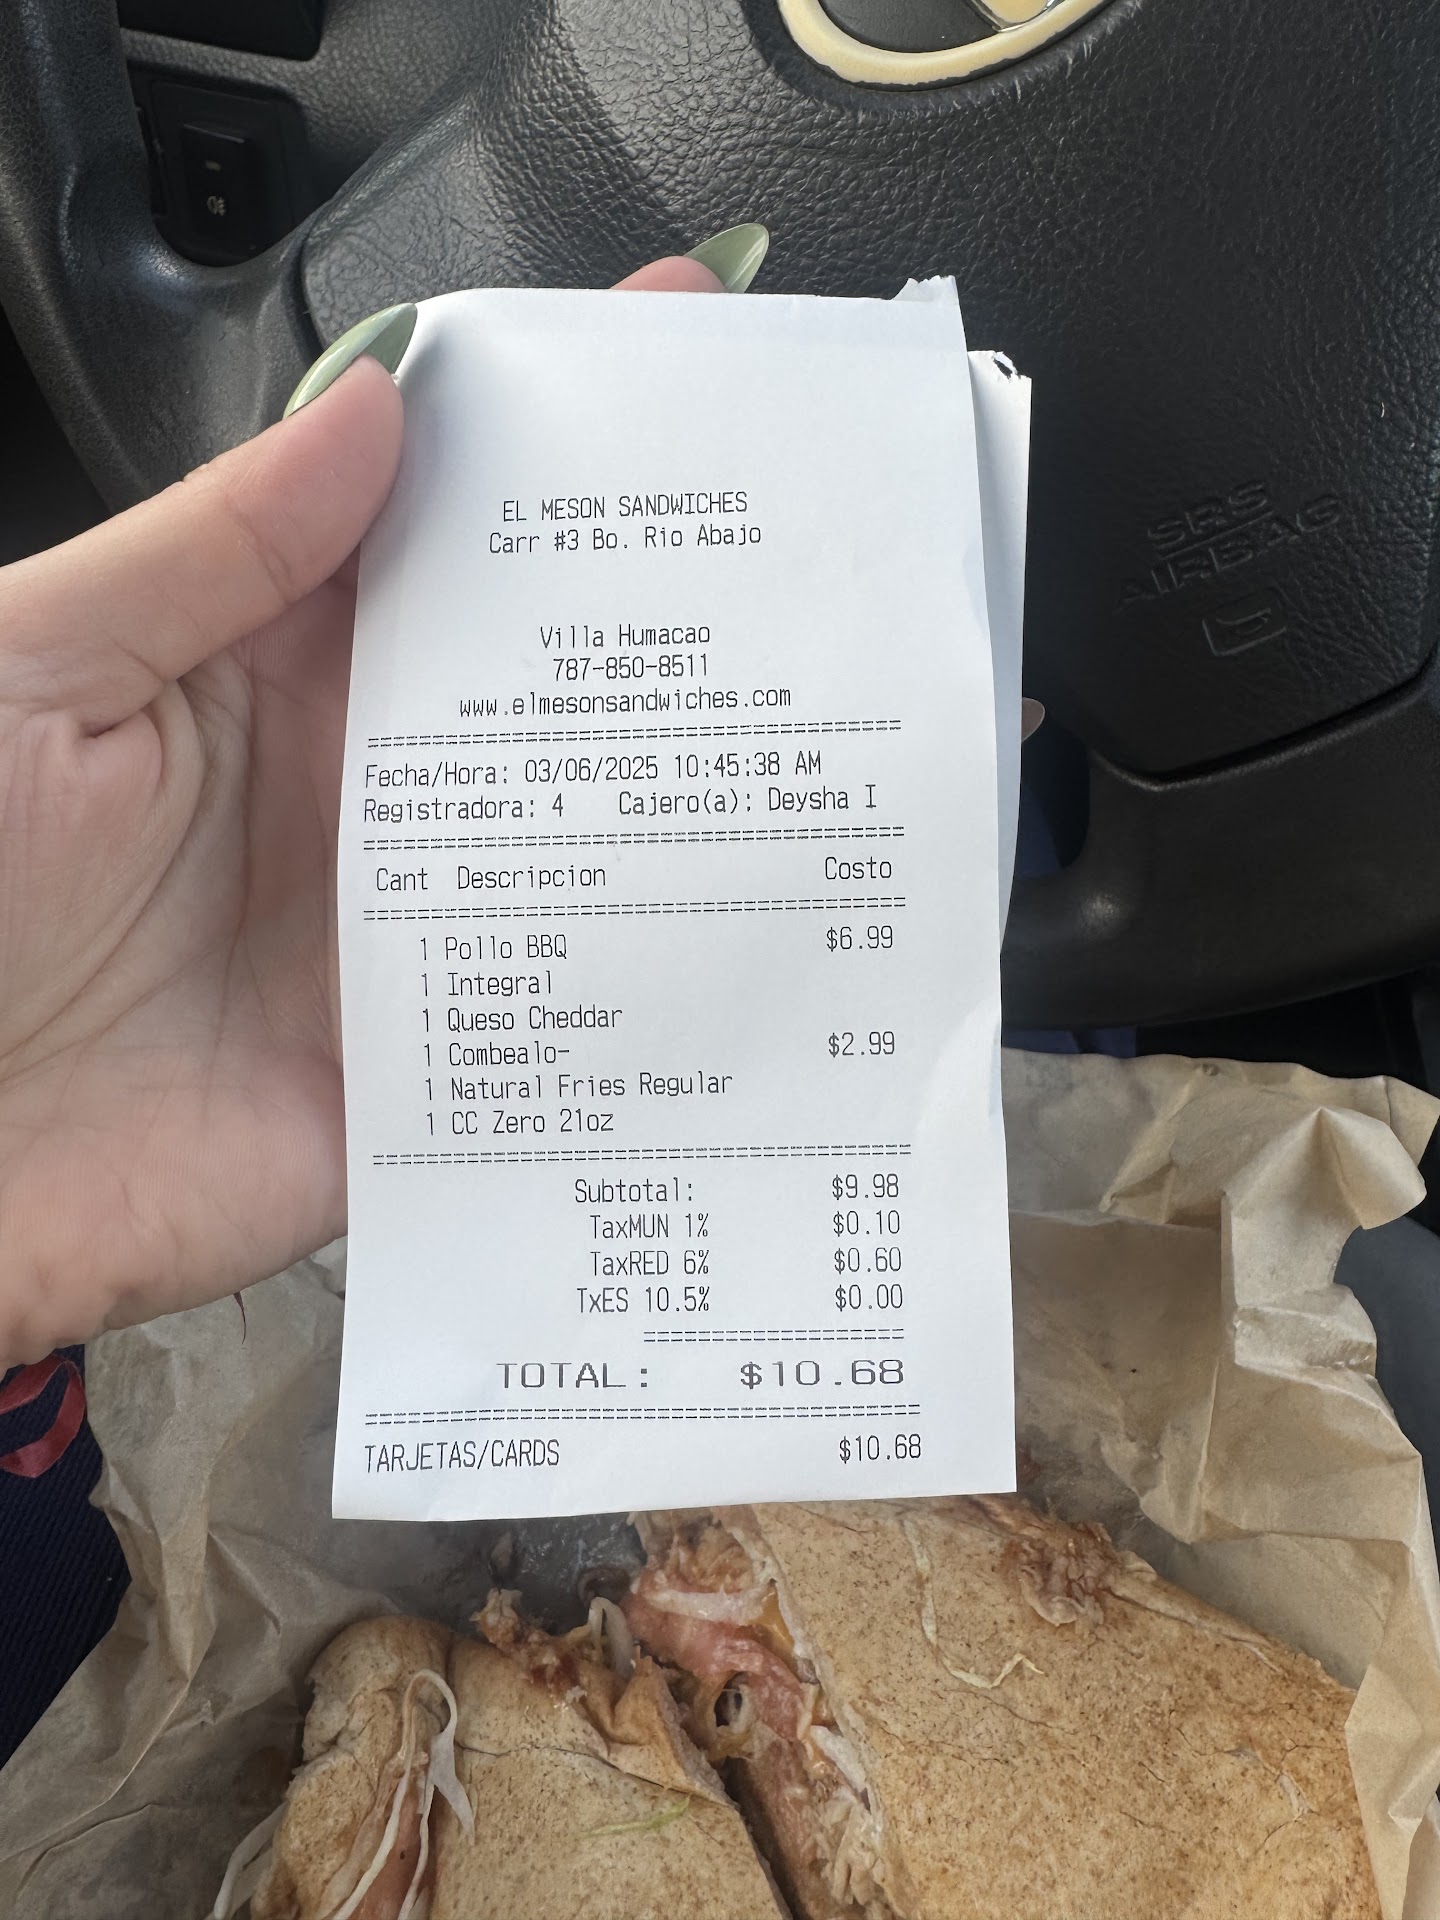 EL MESON SANDWICHES
Carr #3 Bo. Rio Abajo
Villa Humacao
787-850-8511
www.elmesonsandwiches.com
Fecha/Hora: 03/06/2025 10:45:38 AM
Registradora: 4 Cajero(a): Deysha I
Cant Descripcion Costo
1 Pollo BBQ $6.99
1 Integral
1 Queso Cheddar
1 Combealo- $2.99
1 Natural Fries Regular
1 CC Zero 21oz
Subtotal: $9.98
TaxMUN 1% $0.10
TaxRED 6% $0.60
TxES 10.5% $0.00
TOTAL: $10.68
TARJETAS/CARDS $10.68
SRS
AIRBAG